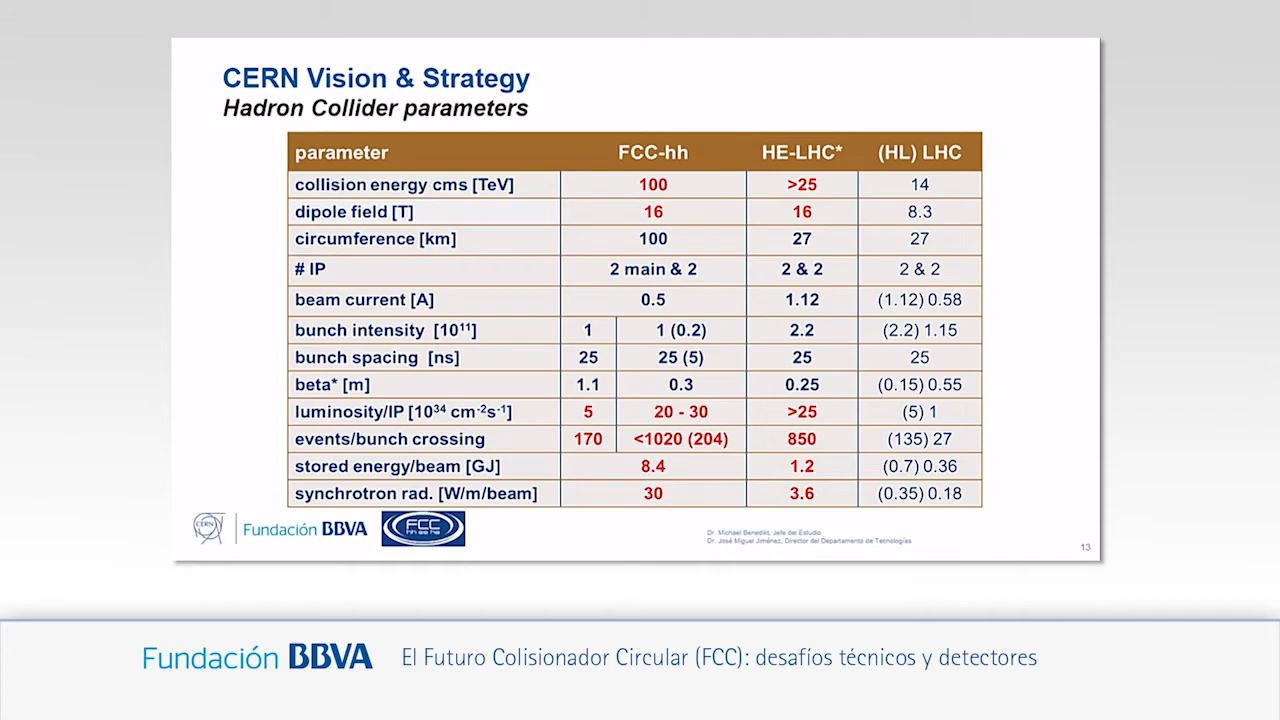 CERN Vision & Strategy
Hadron Collider parameters
parameter FCC-hh HE-LHC* (HL) LHC
collision energy cms [TeV] 100 >25 14
dipole field [T] 16 16 8.3
circumference [km] 100 27 27
# IP 2 main & 2 2 & 2 2 & 2
beam current [A] 0.5 1.12 (1.12) 0.58
bunch intensity [10¹¹] 1 1 (0.2) 2.2 (2.2) 1.15
bunch spacing [ns] 25 25 (5) 25 25
beta* [m] 1.1 0.3 0.25 (0.15) 0.55
luminosity/IP [10³⁴ cm⁻²s⁻¹] 5 20 - 30 >25 (5) 1
events/bunch crossing 170 <1020 (204) 850 (135) 27
stored energy/beam [GJ] 8.4 1.2 (0.7) 0.36
synchrotron rad. [W/m/beam] 30 3.6 (0.35) 0.18
CERN Fundación BBVA FCC
hh ee he
Dr. Michael Benedikt, Jefe del Estudio
Dr. José Miguel Jiménez, Director del Departamento de Tecnologías
13
Fundación BBVA El Futuro Colisionador Circular (FCC): desafíos técnicos y detectores